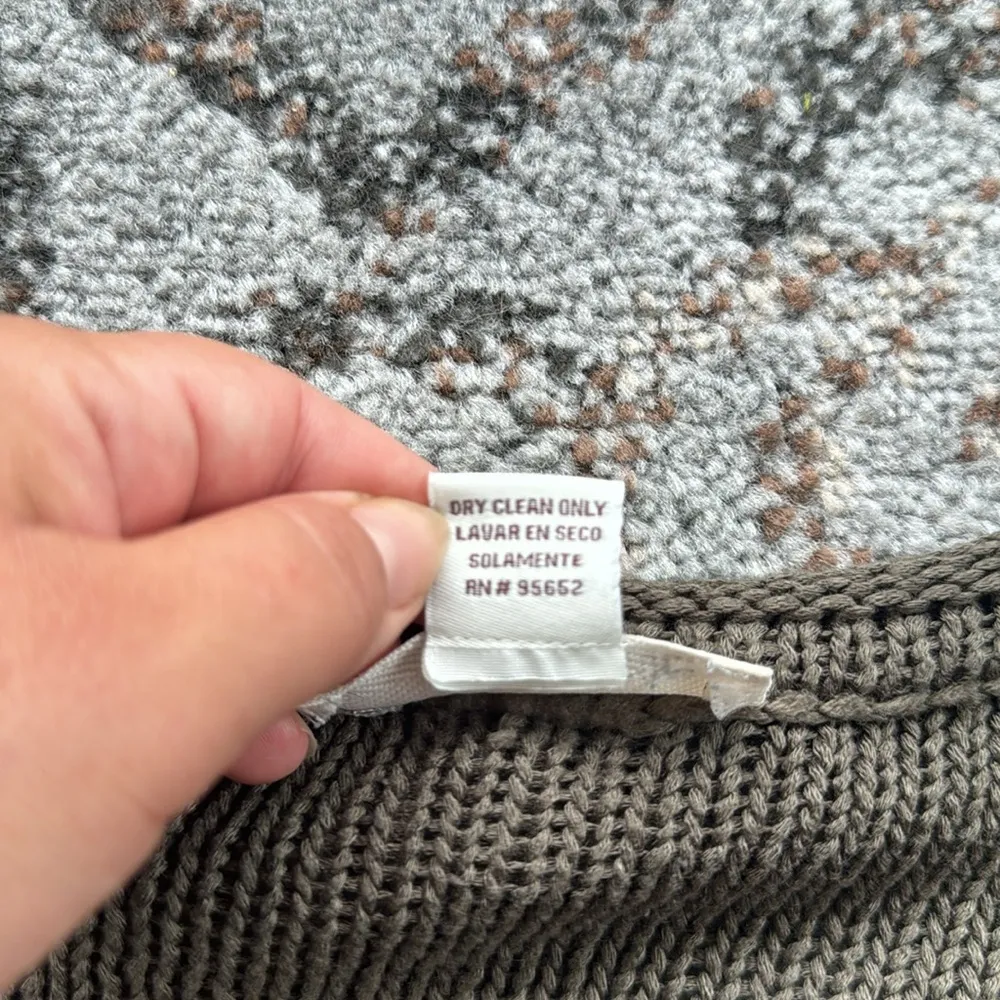 DRY CLEAN ONLY
LAVAR EN SECO
SOLAMENTE
RN# 95652